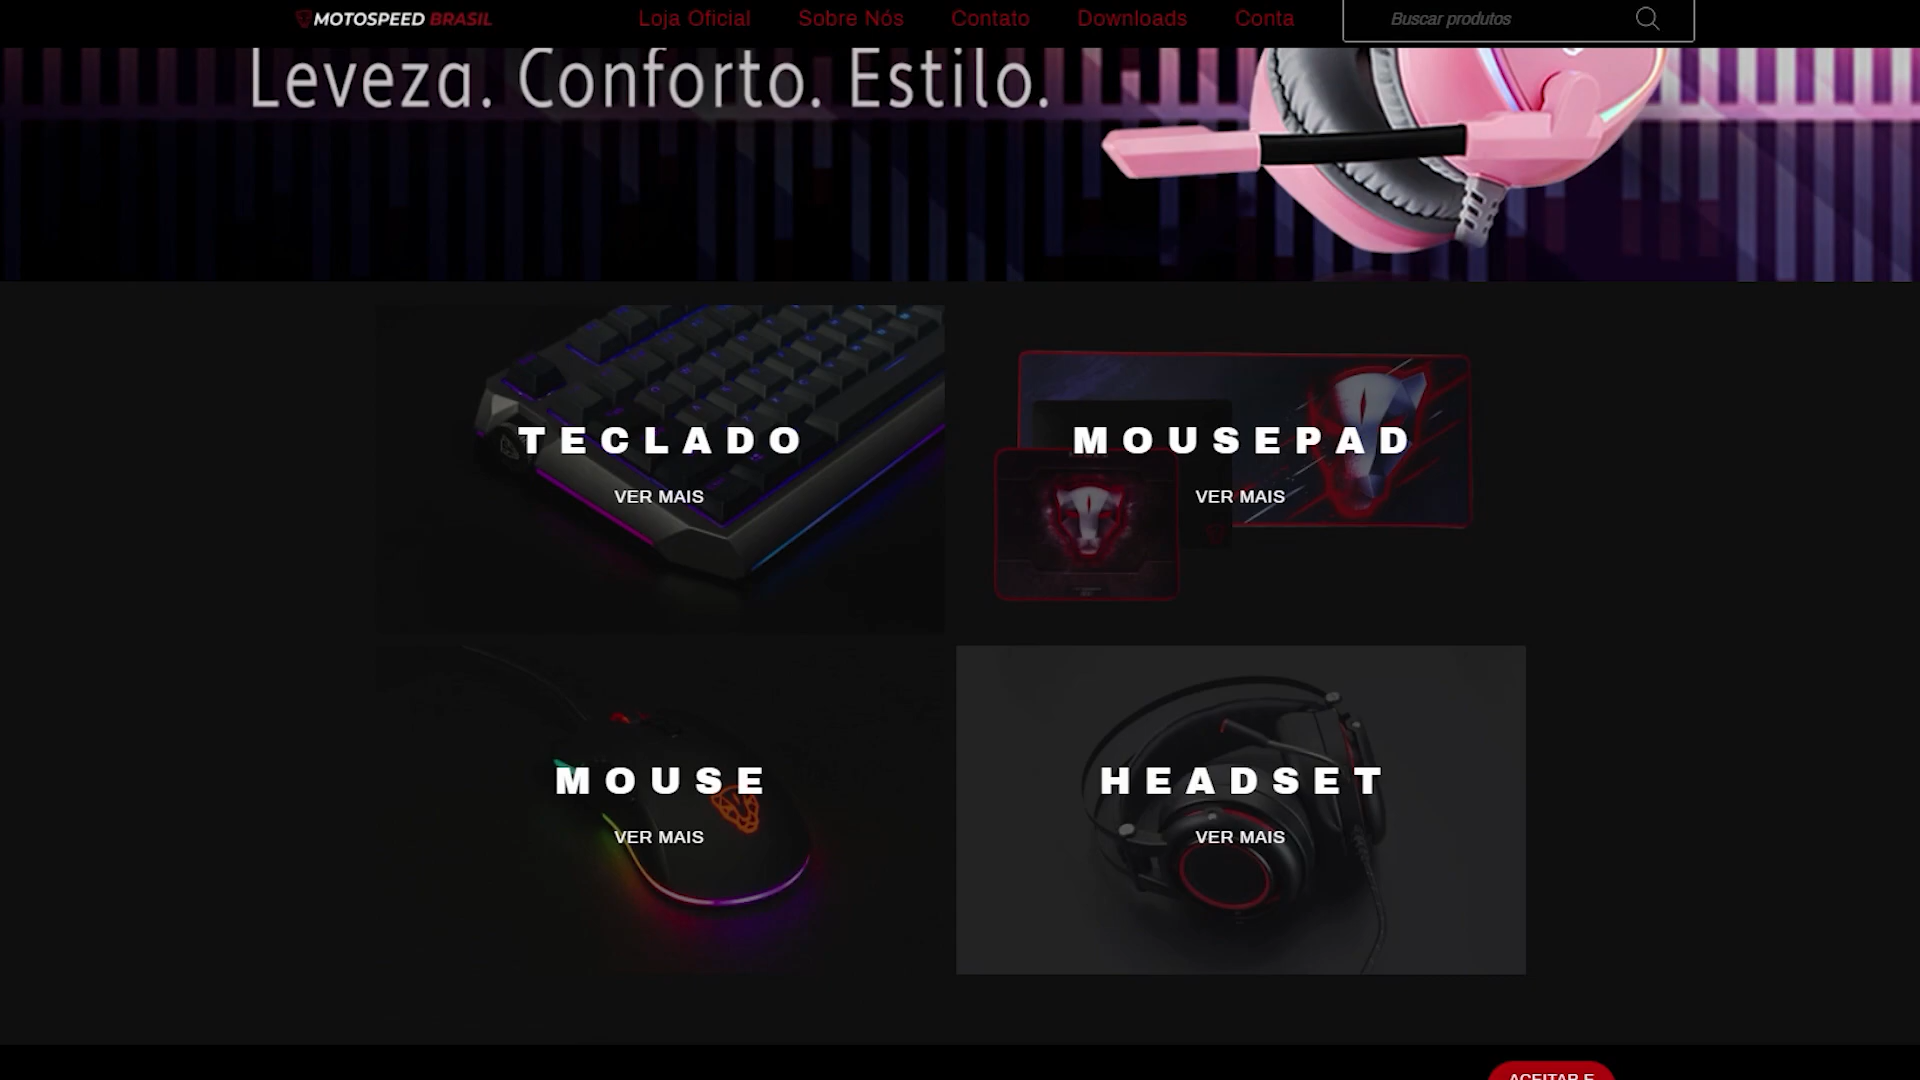 MOTOSPEED BRASIL
Loja Oficial Sobre Nós Contato Downloads Conta
Buscar produtos
Leveza. Conforto. Estilo.
TECLADO
VER MAIS
MOUSEPAD
VER MAIS
MOUSE
VER MAIS
HEADSET
VER MAIS
ACEITAR E